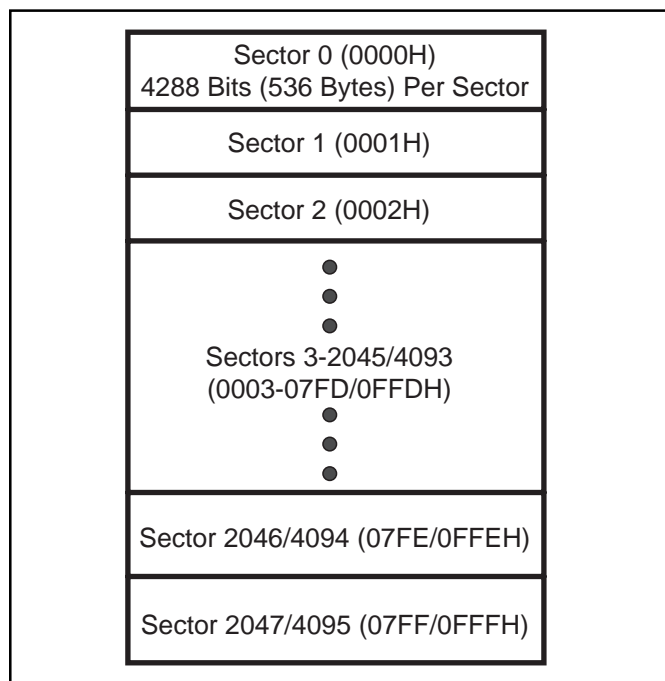 Sector 0 (0000H)
4288 Bits (536 Bytes) Per Sector
Sector 1 (0001H)
Sector 2 (0002H)
Sectors 3-2045/4093
(0003-07FD/0FFDH)
Sector 2046/4094 (07FE/0FFEH)
Sector 2047/4095 (07FF/0FFFH)